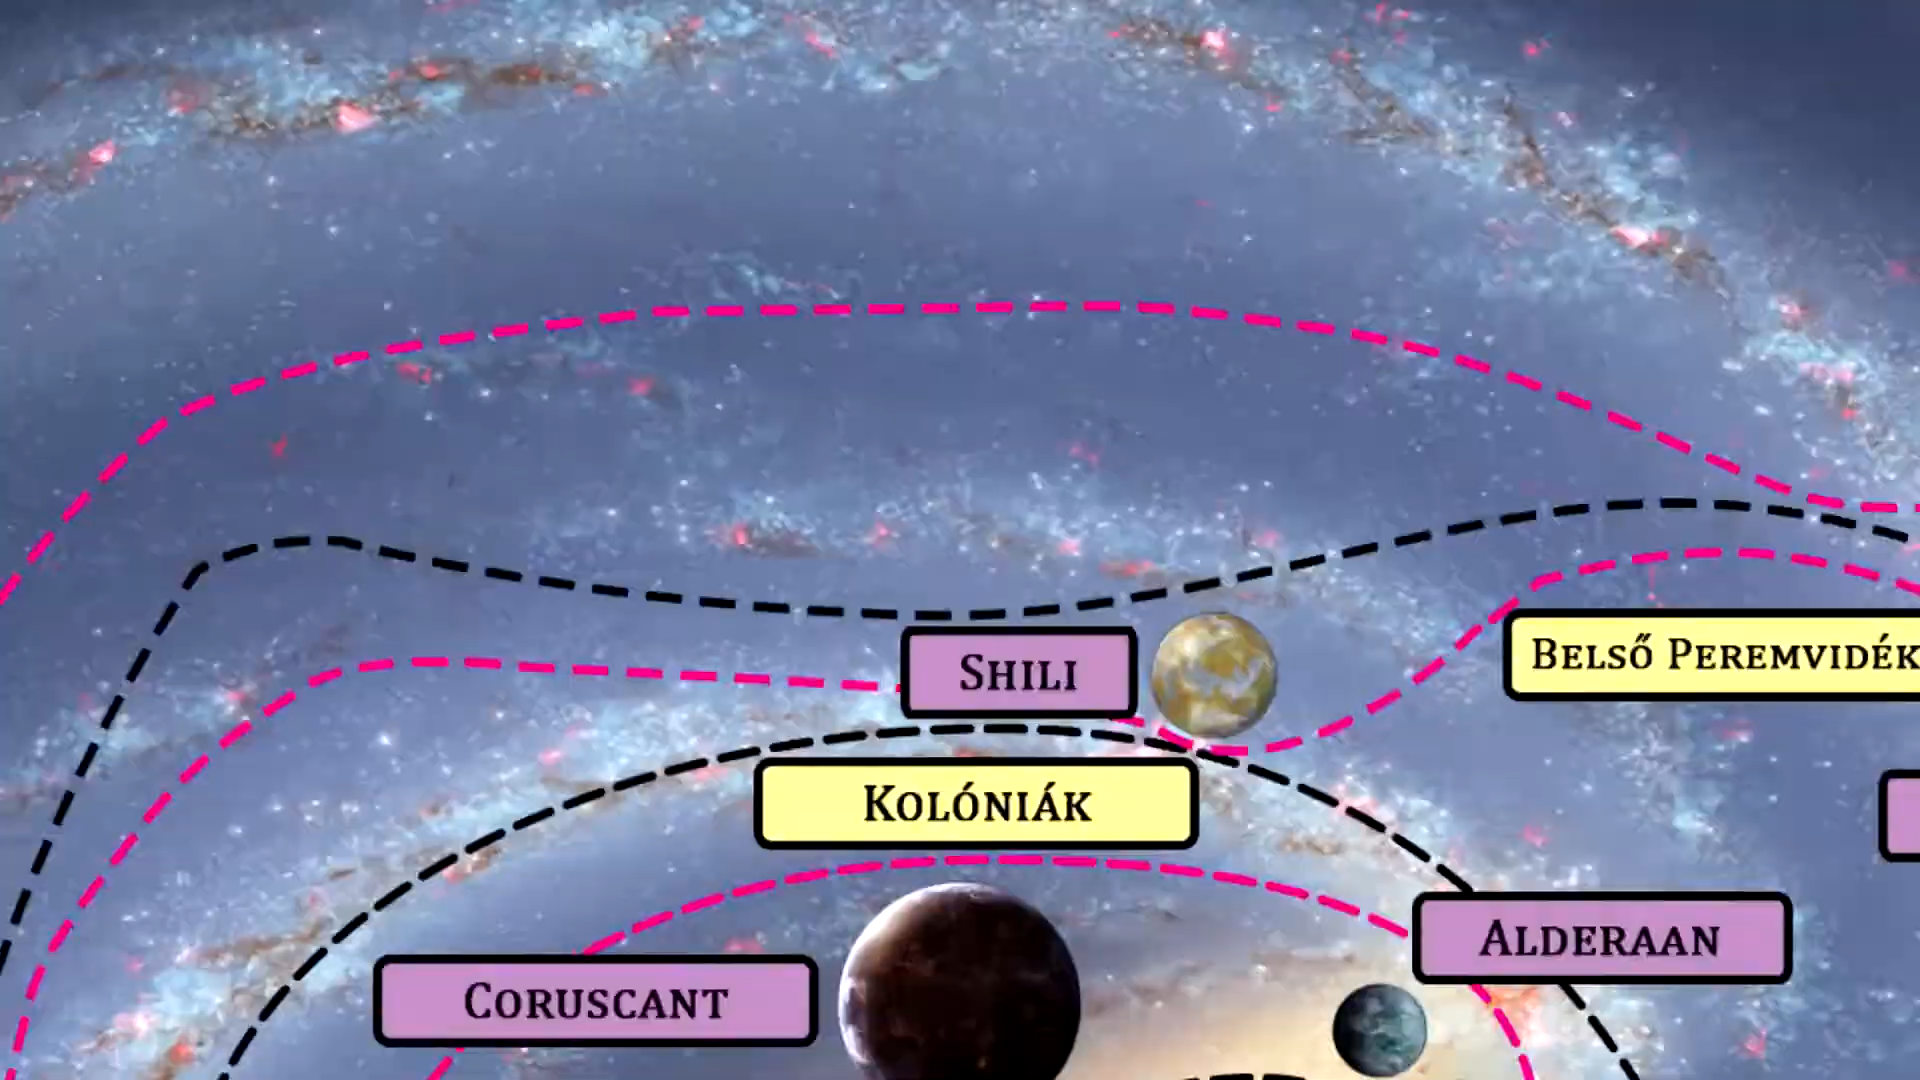 Shili
Belső Peremvidék
Kolóniák
Alderaan
Coruscant